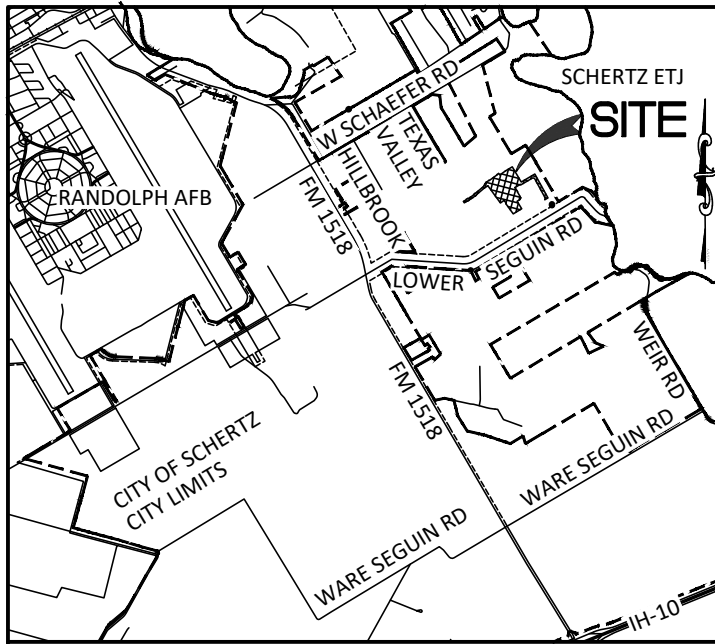 SCHERTZ ETJ
SITE
W SCHAEFER RD
TEXAS
VALLEY
HILLBROOK
RANDOLPH AFB
FM 1518
SEGUIN RD
LOWER
WEIR RD
FM 1518
CITY OF SCHERTZ
CITY LIMITS
WARE SEGUIN RD
WARE SEGUIN RD
IH-10